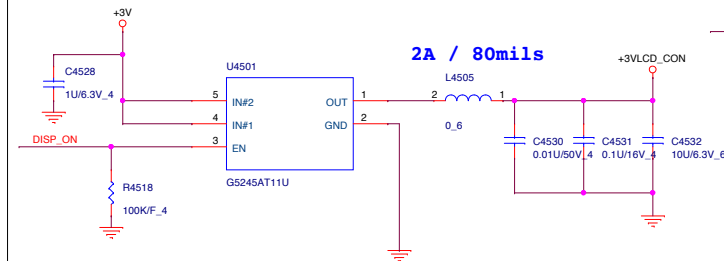 +3V
2A / 80mils
+3VLCD_CON
C4528
1U/6.3V_4
U4501
L4505
5
IN#2
OUT
1
2
1
4
IN#1
GND
2
0_6
DISP_ON
3
EN
C4530
0.01U/50V_4
C4531
0.1U/16V_4
C4532
10U/6.3V_6
R4518
100K/F_4
G5245AT11U